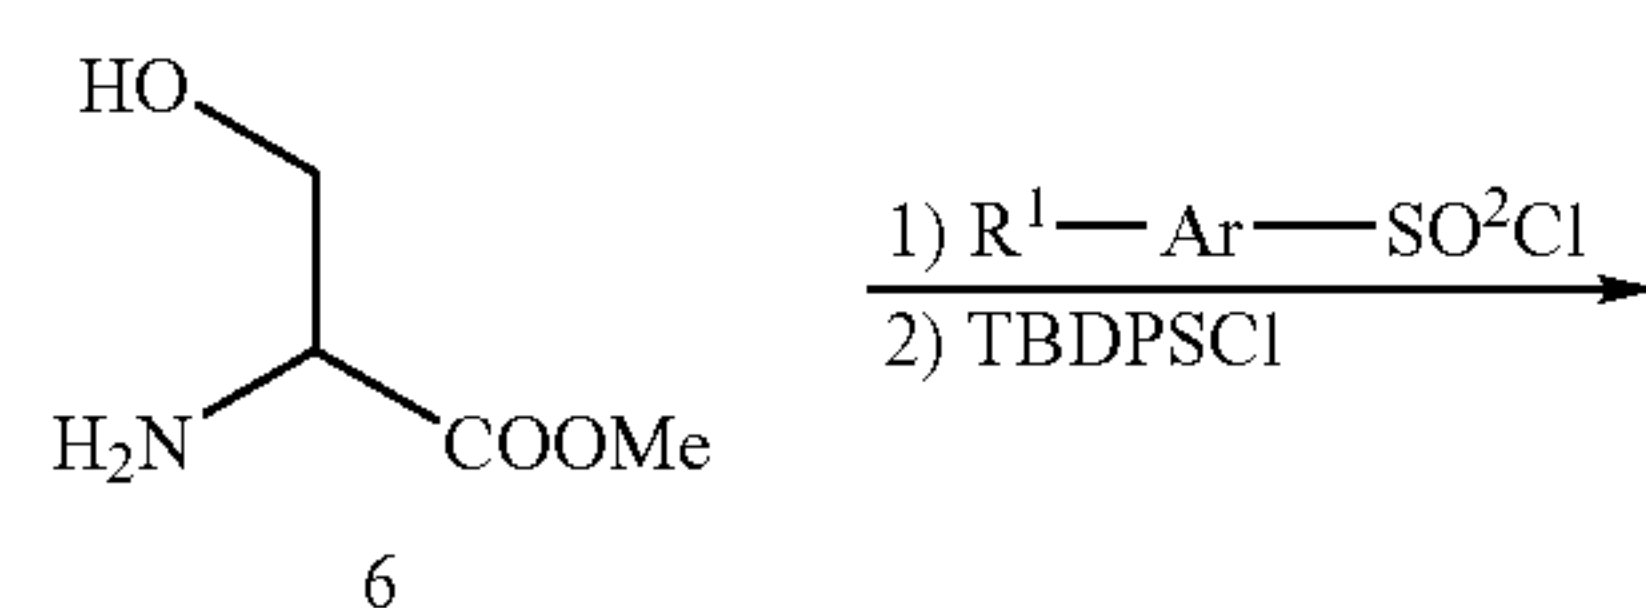 HO
1) R¹—Ar—SO²Cl
2) TBDPSCl
H₂N COOMe
6